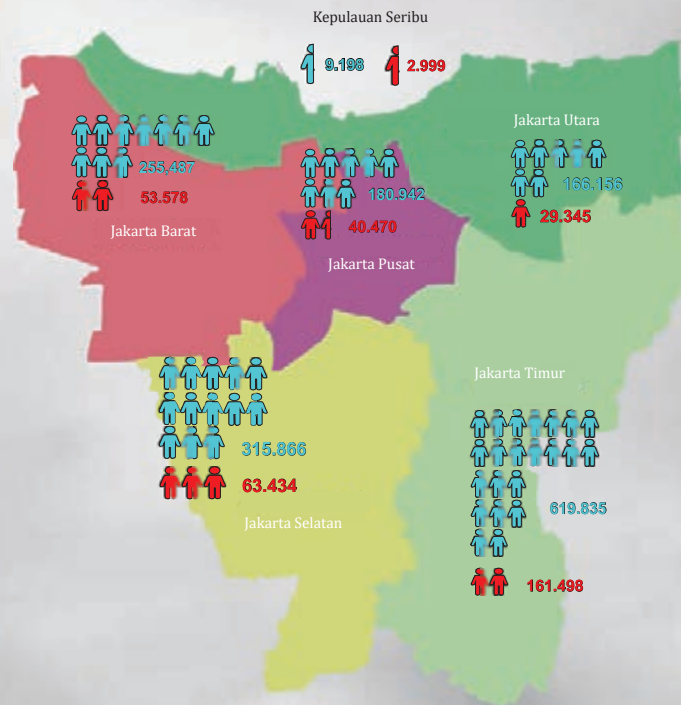 Kepulauan Seribu
9.198 2.999
Jakarta Utara
166.156
29.345
255,487
53.578
Jakarta Barat
180.942
40.470
Jakarta Pusat
Jakarta Timur
619.835
161.498
315.866
63.434
Jakarta Selatan